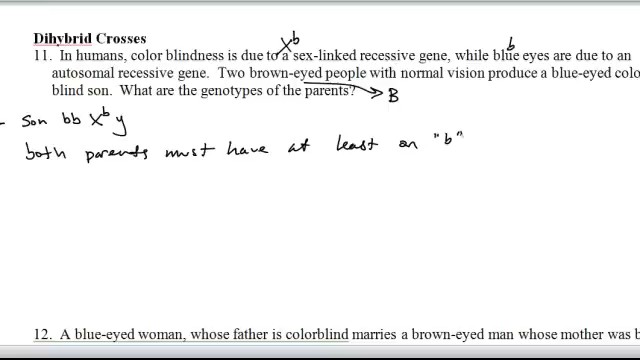 Dihybrid Crosses
X^b b
11. In humans, color blindness is due to a sex-linked recessive gene, while blue eyes are due to an
autosomal recessive gene. Two brown-eyed people with normal vision produce a blue-eyed colo
blind son. What are the genotypes of the parents? B
- Son bb X^b y
both parents must have at least on "b"
12. A blue-eyed woman, whose father is colorblind marries a brown-eyed man whose mother was b